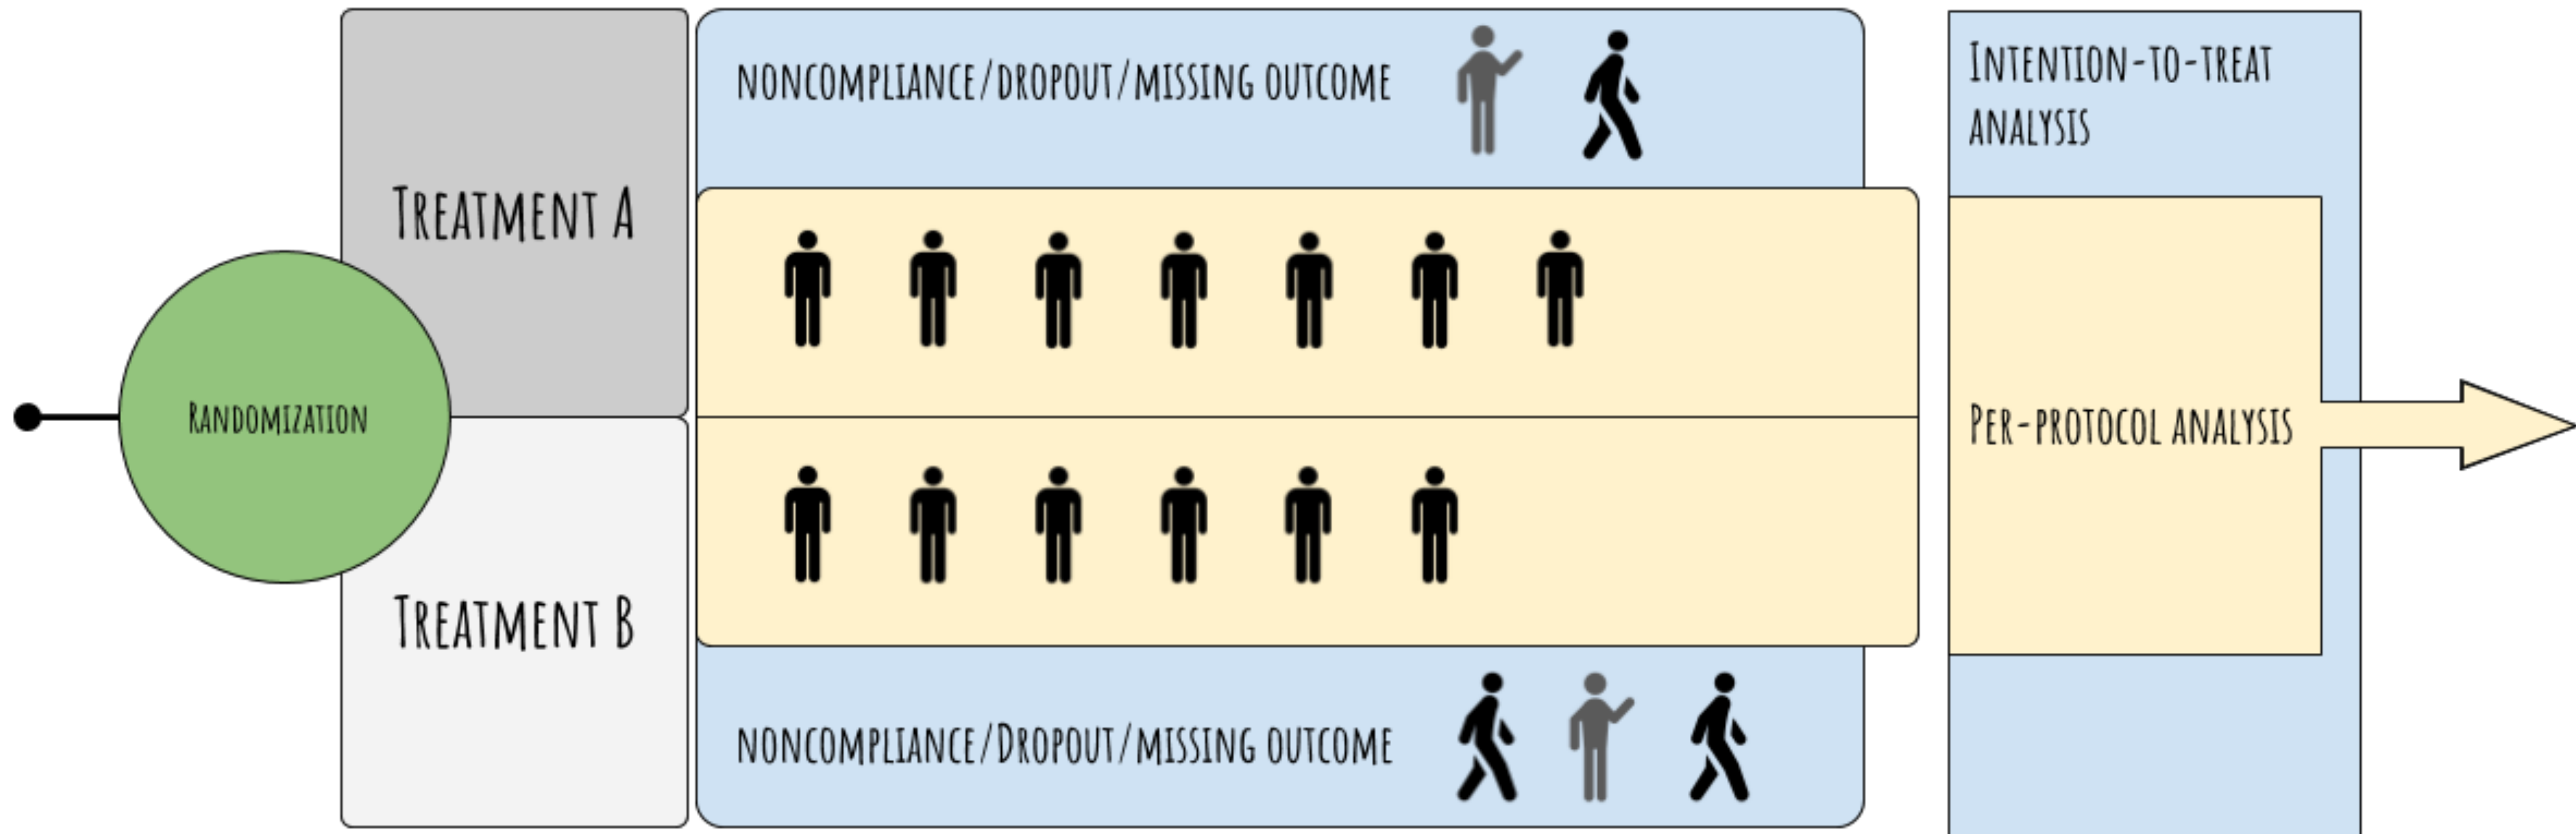 NONCOMPLIANCE/DROPOUT/MISSING OUTCOME
INTENTION-TO-TREAT
ANALYSIS
TREATMENT A
RANDOMIZATION
PER-PROTOCOL ANALYSIS
TREATMENT B
NONCOMPLIANCE/DROPOUT/MISSING OUTCOME